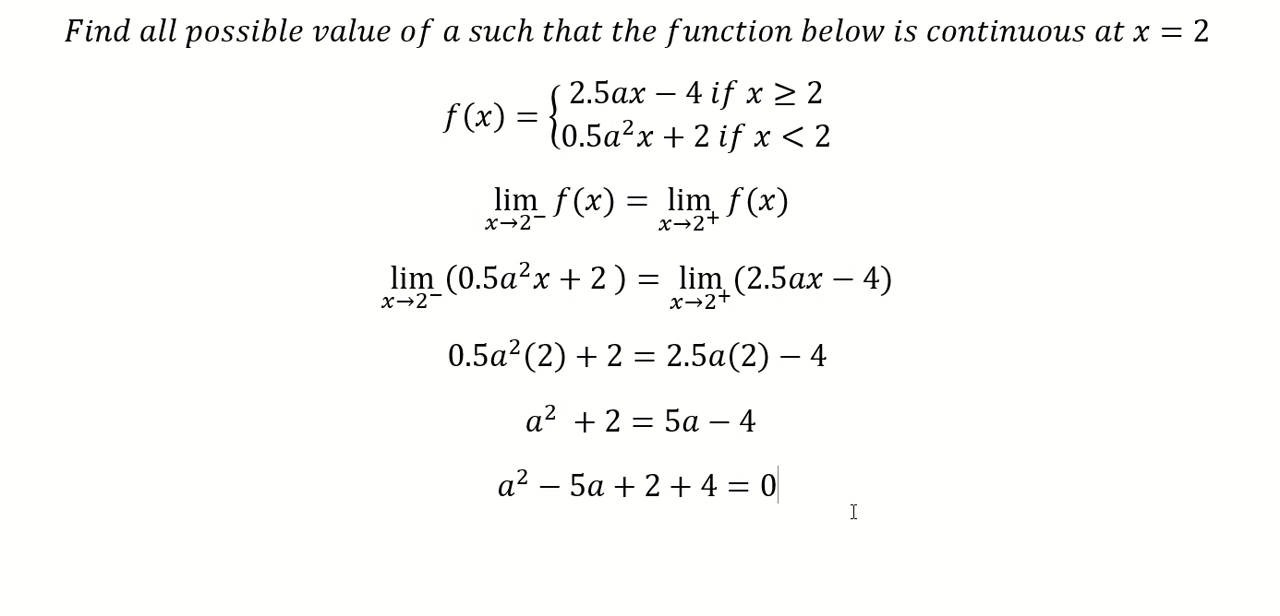 Find all possible value of a such that the function below is continuous at x = 2
f(x) = {2.5ax − 4 if x ≥ 2
0.5a²x + 2 if x < 2
lim x→2⁻ f(x) = lim x→2⁺ f(x)
lim x→2⁻ (0.5a²x + 2 ) = lim x→2⁺ (2.5ax − 4)
0.5a²(2) + 2 = 2.5a(2) − 4
a² + 2 = 5a − 4
a² − 5a + 2 + 4 = 0